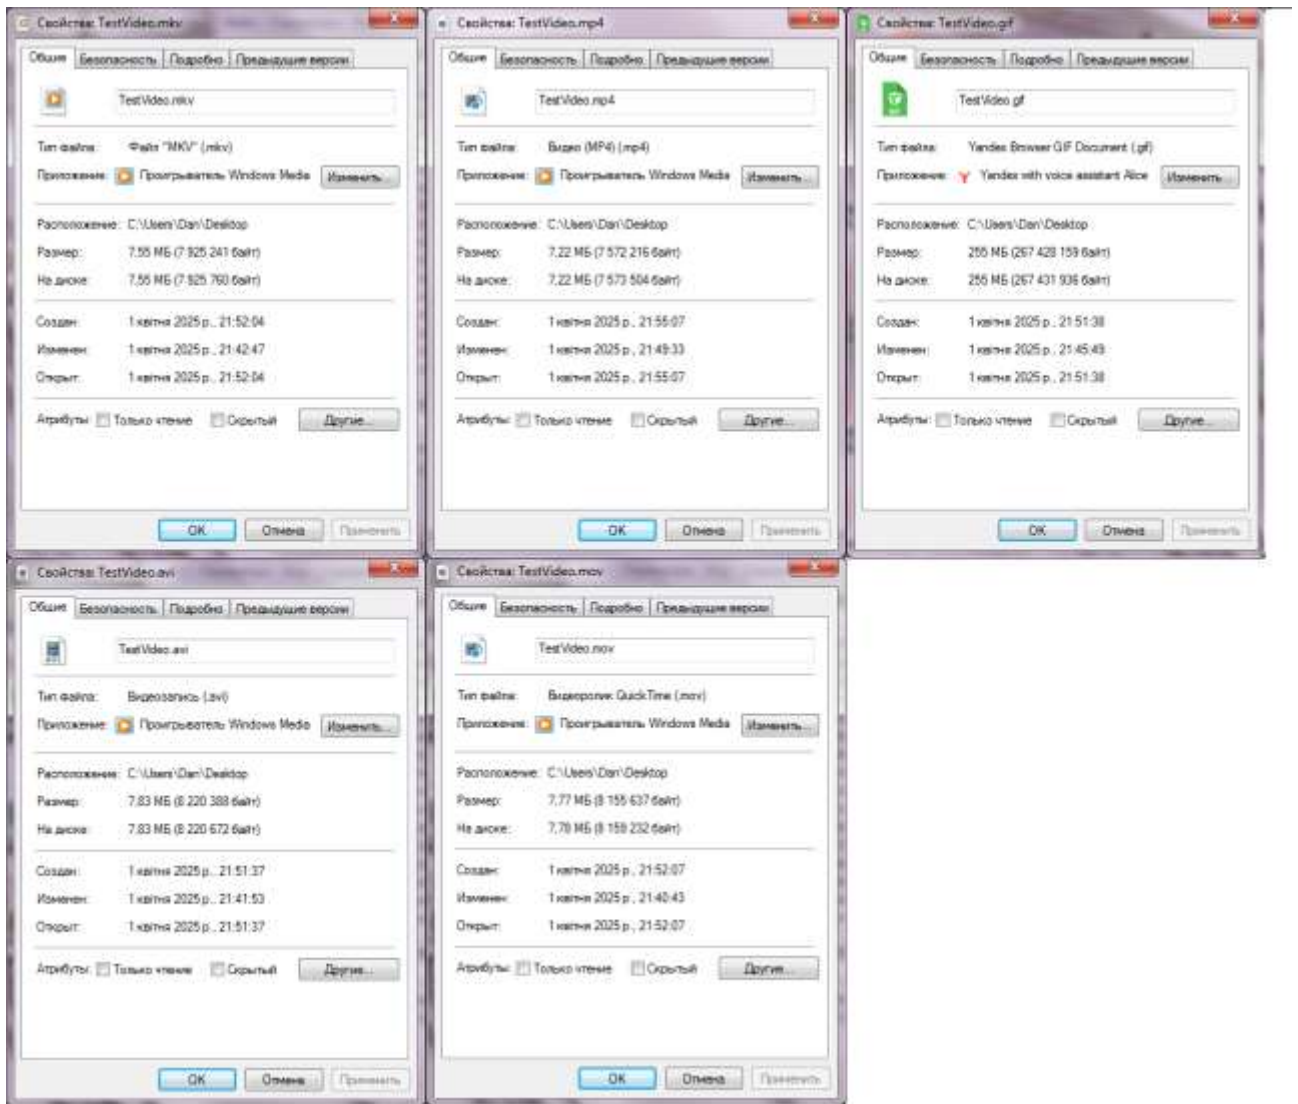 Свойства: TestVideo.mkv
Общие Безопасность Подробно Предыдущие версии
TestVideo.mkv
Тип файла: Файл "MKV" (.mkv)
Приложение: Проигрыватель Windows Media Изменить...
Расположение: C:\Users\Dan\Desktop
Размер: 7,55 МБ (7 925 241 байт)
На диске: 7,55 МБ (7 925 760 байт)
Создан: 1 квітня 2025 р., 21:52:04
Изменен: 1 квітня 2025 р., 21:42:47
Открыт: 1 квітня 2025 р., 21:52:04
Атрибуты: Только чтение Скрытый Другие...
OK Отмена Применить
Свойства: TestVideo.mp4
Общие Безопасность Подробно Предыдущие версии
TestVideo.mp4
Тип файла: Видео (MP4) (.mp4)
Приложение: Проигрыватель Windows Media Изменить...
Расположение: C:\Users\Dan\Desktop
Размер: 7,22 МБ (7 572 216 байт)
На диске: 7,22 МБ (7 573 504 байт)
Создан: 1 квітня 2025 р., 21:55:07
Изменен: 1 квітня 2025 р., 21:49:33
Открыт: 1 квітня 2025 р., 21:55:07
Атрибуты: Только чтение Скрытый Другие...
OK Отмена Применить
Свойства: TestVideo.gif
Общие Безопасность Подробно Предыдущие версии
TestVideo.gif
Тип файла: Yandex Browser GIF Document (.gif)
Приложение: Yandex with voice assistant Alice Изменить...
Расположение: C:\Users\Dan\Desktop
Размер: 255 МБ (267 428 159 байт)
На диске: 255 МБ (267 431 936 байт)
Создан: 1 квітня 2025 р., 21:51:38
Изменен: 1 квітня 2025 р., 21:45:49
Открыт: 1 квітня 2025 р., 21:51:38
Атрибуты: Только чтение Скрытый Другие...
OK Отмена Применить
Свойства: TestVideo.avi
Общие Безопасность Подробно Предыдущие версии
TestVideo.avi
Тип файла: Видеозапись (.avi)
Приложение: Проигрыватель Windows Media Изменить...
Расположение: C:\Users\Dan\Desktop
Размер: 7,83 МБ (8 220 388 байт)
На диске: 7,83 МБ (8 220 672 байт)
Создан: 1 квітня 2025 р., 21:51:37
Изменен: 1 квітня 2025 р., 21:41:53
Открыт: 1 квітня 2025 р., 21:51:37
Атрибуты: Только чтение Скрытый Другие...
OK Отмена Применить
Свойства: TestVideo.mov
Общие Безопасность Подробно Предыдущие версии
TestVideo.mov
Тип файла: Видеоролик QuickTime (.mov)
Приложение: Проигрыватель Windows Media Изменить...
Расположение: C:\Users\Dan\Desktop
Размер: 7,77 МБ (8 155 637 байт)
На диске: 7,78 МБ (8 159 232 байт)
Создан: 1 квітня 2025 р., 21:52:07
Изменен: 1 квітня 2025 р., 21:40:43
Открыт: 1 квітня 2025 р., 21:52:07
Атрибуты: Только чтение Скрытый Другие...
OK Отмена Применить